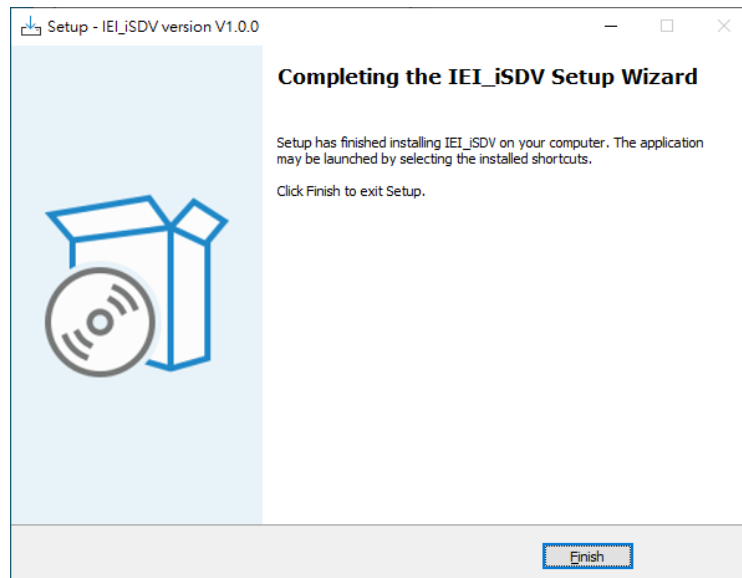 Setup - IEI_iSDV version V1.0.0
Completing the IEI_iSDV Setup Wizard
Setup has finished installing IEI_iSDV on your computer. The application
may be launched by selecting the installed shortcuts.
Click Finish to exit Setup.
Finish